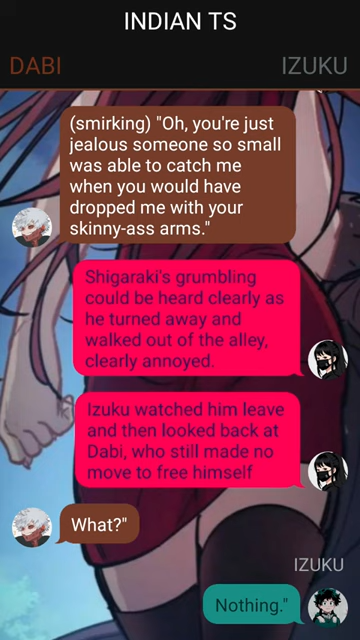 INDIAN TS
DABI IZUKU
(smirking) "Oh, you're just
jealous someone so small
was able to catch me
when you would have
dropped me with your
skinny-ass arms."
Shigaraki's grumbling
could be heard clearly as
he turned away and
walked out of the alley,
clearly annoyed.
Izuku watched him leave
and then looked back at
Dabi, who still made no
move to free himself
What?"
IZUKU
Nothing."